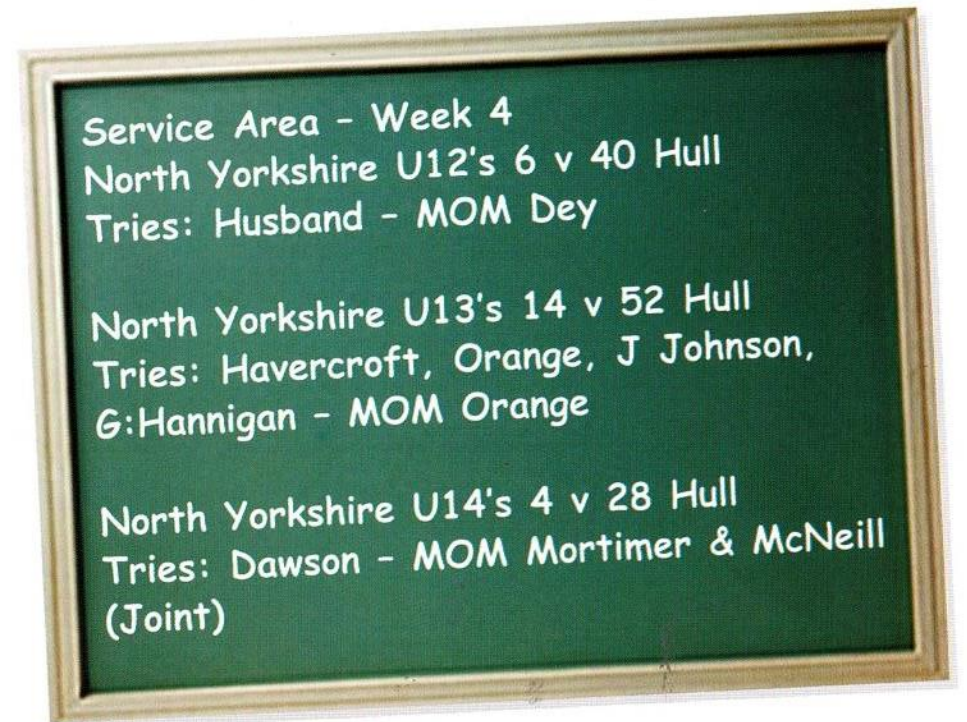 Service Area - Week 4
North Yorkshire U12's 6 v 40 Hull
Tries: Husband - MOM Dey
North Yorkshire U13's 14 v 52 Hull
Tries: Havercroft, Orange, J Johnson,
G:Hannigan - MOM Orange
North Yorkshire U14's 4 v 28 Hull
Tries: Dawson - MOM Mortimer & McNeill
(Joint)